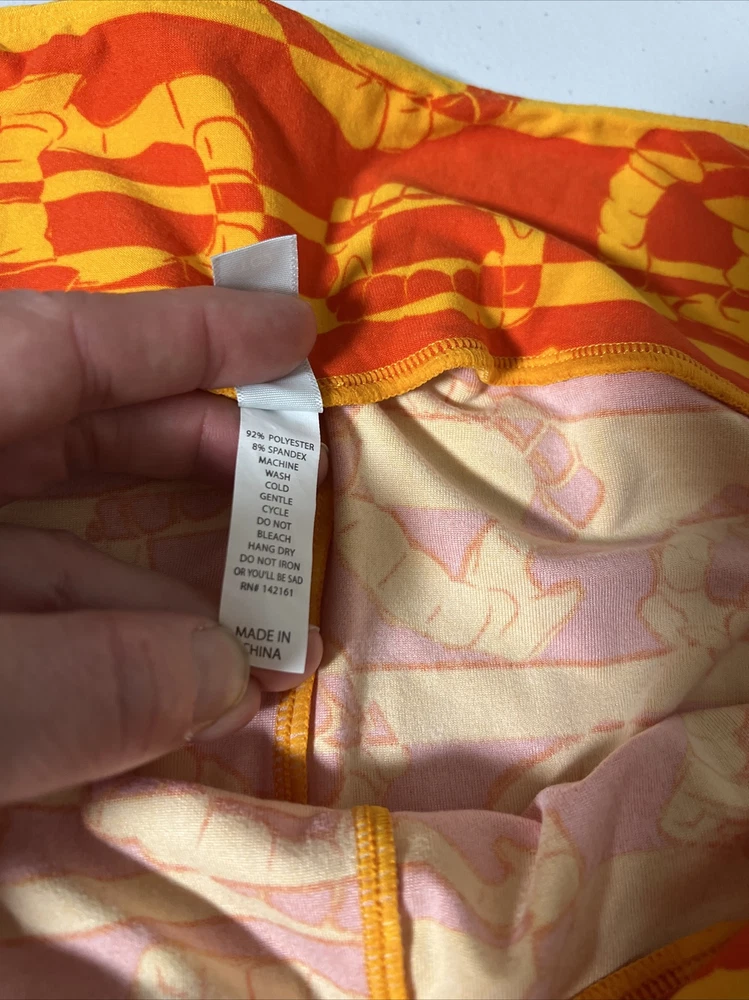 92% POLYESTER
8% SPANDEX
MACHINE
WASH
COLD
GENTLE
CYCLE
DO NOT
BLEACH
HANG DRY
DO NOT IRON
OR YOU'LL BE SAD
RN# 142161
MADE IN
CHINA